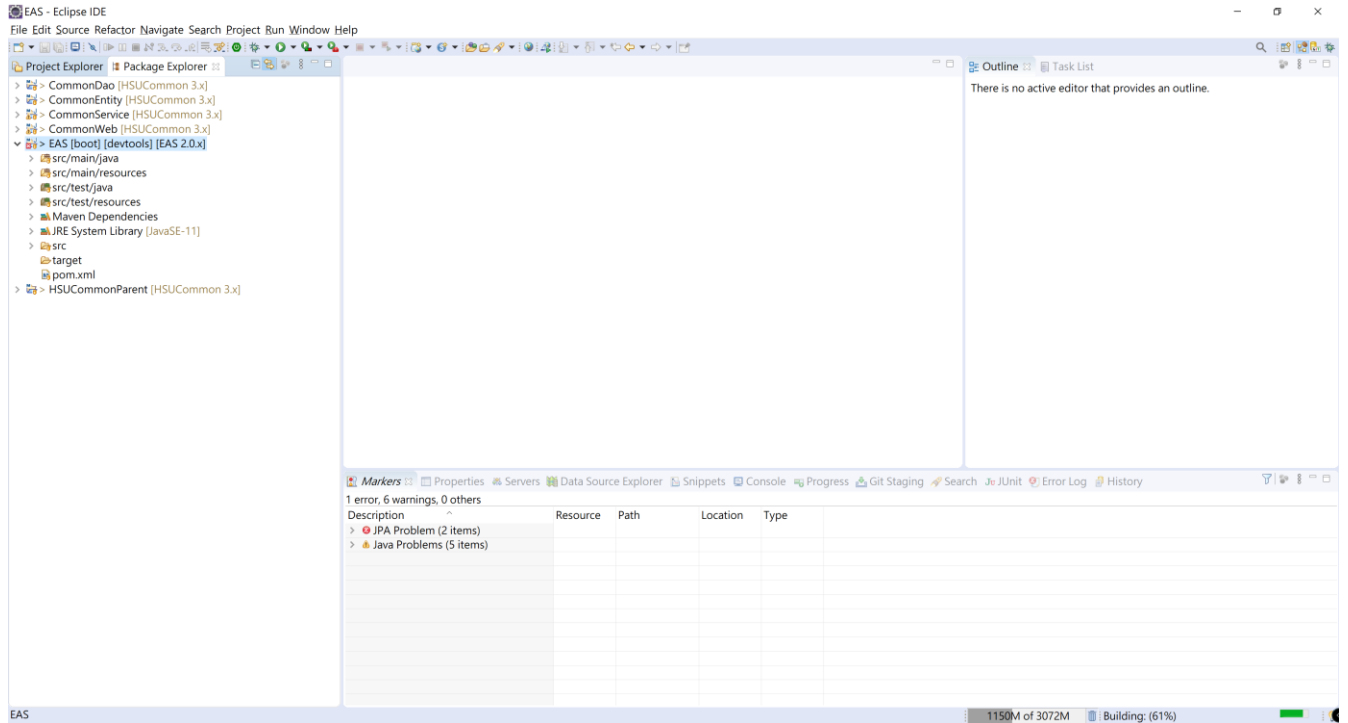 EAS - Eclipse IDE
File Edit Source Refactor Navigate Search Project Run Window Help
Project Explorer Package Explorer
Outline Task List
> CommonDao [HSUCommon 3.x]
There is no active editor that provides an outline.
> CommonEntity [HSUCommon 3.x]
> CommonService [HSUCommon 3.x]
> CommonWeb [HSUCommon 3.x]
> EAS [boot] [devtools] [EAS 2.0.x]
src/main/java
src/main/resources
src/test/java
src/test/resources
Maven Dependencies
JRE System Library [JavaSE-11]
src
target
pom.xml
> HSUCommonParent [HSUCommon 3.x]
Markers Properties Servers Data Source Explorer Snippets Console Progress Git Staging Search JUnit Error Log History
1 error, 6 warnings, 0 others
Description Resource Path Location Type
JPA Problem (2 items)
Java Problems (5 items)
EAS
1150M of 3072M Building: (61%)